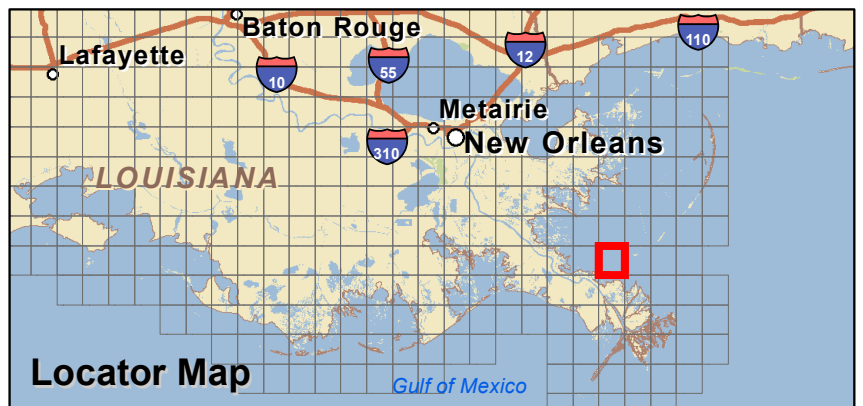 Baton Rouge
110
12
Lafayette
55
10
Metairie
New Orleans
310
LOUISIANA
Locator Map
Gulf of Mexico